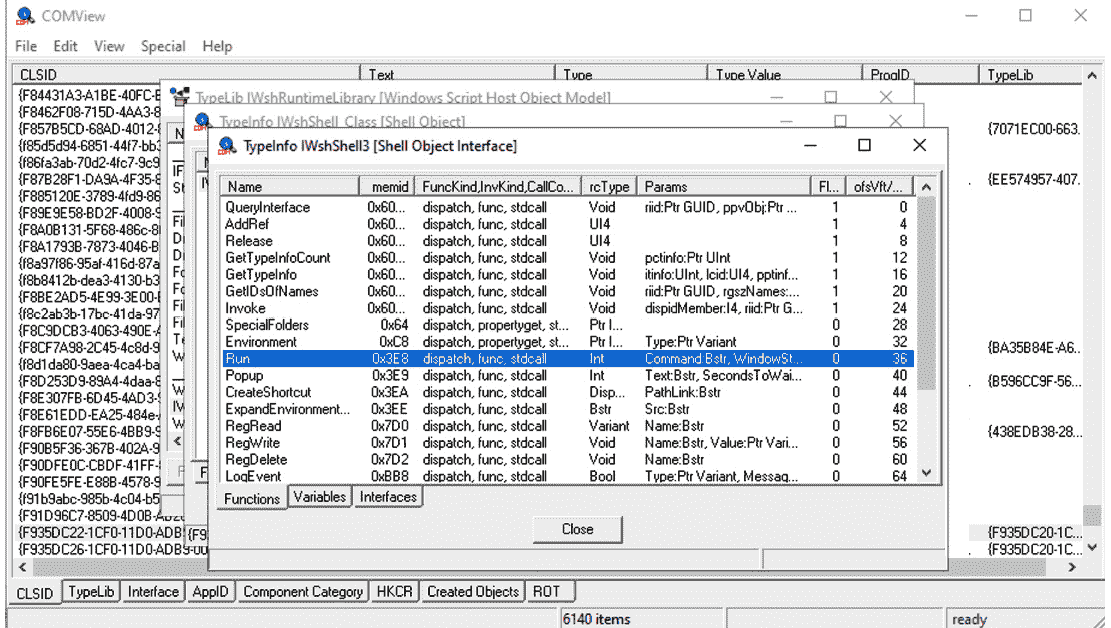 COMView
File Edit View Special Help
CLSID Text Type Type Value ProgID TypeLib
{F84431A3-A1BE-40FC-E
TypeLib IWshRuntimeLibrary [Windows Script Host Object Model]
{F8462F08-715D-4AA3-8
TypeInfo IWshShell_Class [Shell Object]
{F857B5CD-68AD-4012-8 {7071EC00-663.
{f85d5d94-6851-44f7-bb3
TypeInfo IWshShell3 [Shell Object Interface]
{f86fa3ab-70d2-4fc7-9c9
{F87B28F1-DA9A-4F35-8 {EE574957-407.
Name memid FuncKind,InvKind,CallCo... rcType Params Fl... ofsVft/...
{F885120E-3789-4fd9-86
QueryInterface 0x60... dispatch, func, stdcall Void riid:Ptr GUID, ppvObj:Ptr ... 1 0
{F89E9E58-BD2F-4008-9
AddRef 0x60... dispatch, func, stdcall UI4 1 4
{F8A0B131-5F68-486c-8
Release 0x60... dispatch, func, stdcall UI4 1 8
{F8A1793B-7873-4046-B
GetTypeInfoCount 0x60... dispatch, func, stdcall Void pctinfo:Ptr UInt 1 12
{f8a97f86-95af-416d-87a
GetTypeInfo 0x60... dispatch, func, stdcall Void itinfo:UInt, lcid:UI4, pptinf... 1 16
{f8b8412b-dea3-4130-b3
GetIDsOfNames 0x60... dispatch, func, stdcall Void riid:Ptr GUID, rgszNames:... 1 20
{F8BE2AD5-4E99-3E00-
Invoke 0x60... dispatch, func, stdcall Void dispidMember:I4, riid:Ptr G... 1 24
{f8c2ab3b-17bc-41da-97
SpecialFolders 0x64 dispatch, propertyget, st... Ptr I... 0 28
{F8C9DCB3-4063-490E-
Environment 0xC8 dispatch, propertyget, st... Ptr I... Type:Ptr Variant 0 32
{F8CF7A98-2C45-4c8d-9 {BA35B84E-A6..
Run 0x3E8 dispatch, func, stdcall Int Command:Bstr, WindowSt... 0 36
{f8d1da80-9aea-4ca4-ba
Popup 0x3E9 dispatch, func, stdcall Int Text:Bstr, SecondsToWai... 0 40
{F8D253D9-89A4-4daa-8 {B596CC9F-56...
CreateShortcut 0x3EA dispatch, func, stdcall Disp... PathLink:Bstr 0 44
{F8E307FB-6D45-4AD3-9
ExpandEnvironment... 0x3EE dispatch, func, stdcall Bstr Src:Bstr 0 48
{F8E61EDD-EA25-484e-
RegRead 0x7D0 dispatch, func, stdcall Variant Name:Bstr 0 52
{F8FB6E07-55E6-4BB9-9 {438EDB38-28...
RegWrite 0x7D1 dispatch, func, stdcall Void Name:Bstr, Value:Ptr Vari... 0 56
{F90B5F36-367B-402A-9
RegDelete 0x7D2 dispatch, func, stdcall Void Name:Bstr 0 60
{F90DFE0C-CBDF-41FF-
LogEvent 0xBB8 dispatch, func, stdcall Bool Type:Ptr Variant, Messag... 0 64
{F90FE5FE-E88B-4578-9
Functions Variables Interfaces
{f91b9abc-985b-4c04-b5
{F91D96C7-8509-4D0B-AB26
Close
{F935DC22-1CF0-11D0-ADB9 {F9 {F935DC20-1C...
{F935DC26-1CF0-11D0-ADB9-00 {F935DC20-1C...
CLSID TypeLib Interface AppID Component Category HKCR Created Objects ROT
6140 items ready